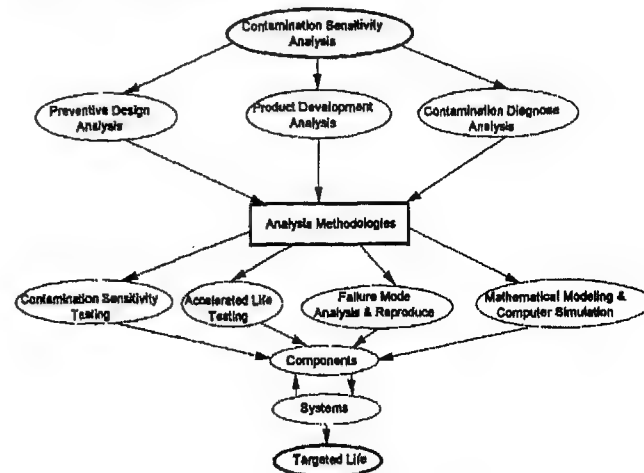 Contamination Sensitivity
Analysis
Preventive Design
Analysis
Product Development
Analysis
Contamination Diagnose
Analysis
Analysis Methodologies
Contamination Sensitivity
Testing
Accelerated Life
Testing
Failure Mode
Analysis & Reproduce
Mathematical Modeling &
Computer Simulation
Components
Systems
Targeted Life